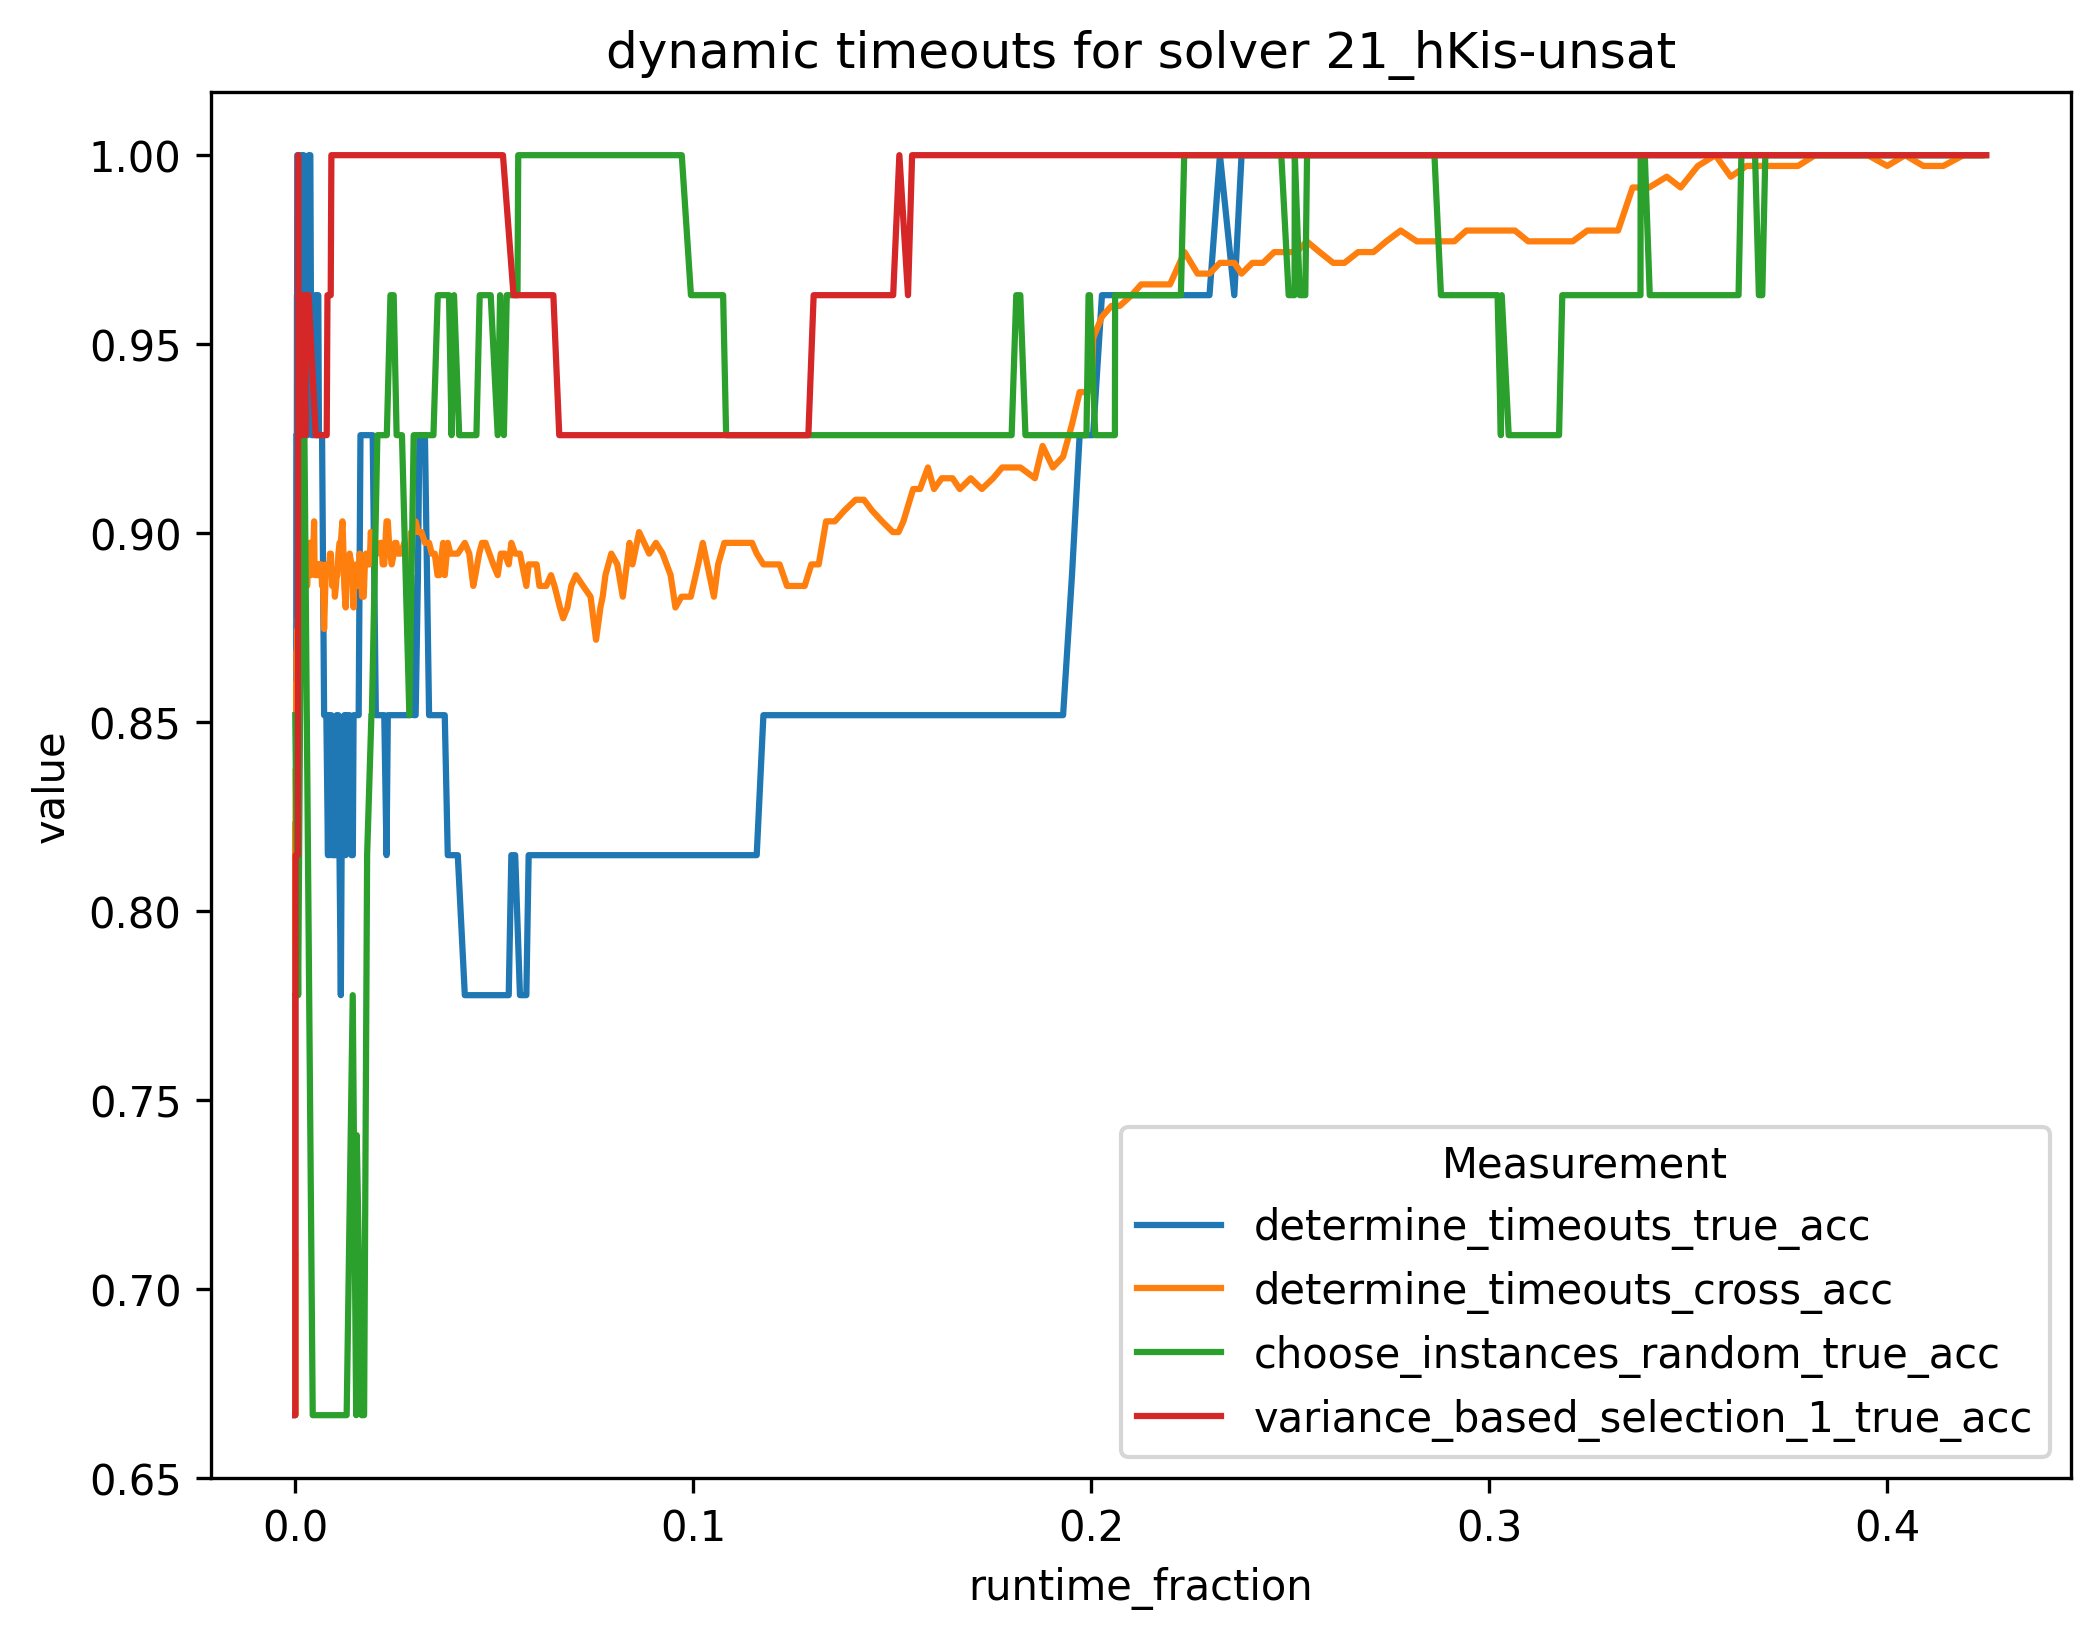 dynamic timeouts for solver 21_hKis-unsat
value
1.00
0.95
0.90
0.85
0.80
0.75
0.70
0.65
0.0
0.1
0.2
0.3
0.4
runtime_fraction
Measurement
determine_timeouts_true_acc
determine_timeouts_cross_acc
choose_instances_random_true_acc
variance_based_selection_1_true_acc